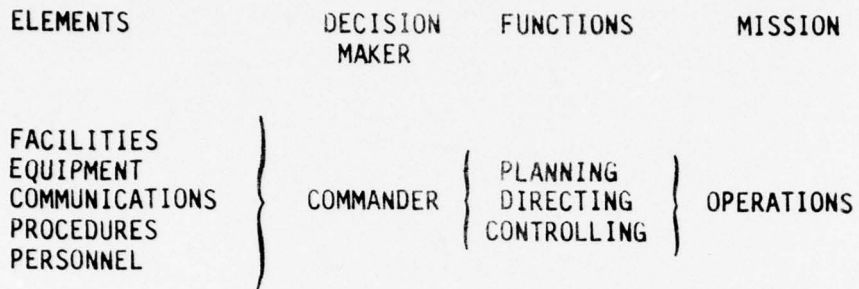 ELEMENTS DECISION MAKER FUNCTIONS MISSION
FACILITIES
EQUIPMENT
COMMUNICATIONS
PROCEDURES
PERSONNEL
COMMANDER
PLANNING
DIRECTING
CONTROLLING
OPERATIONS